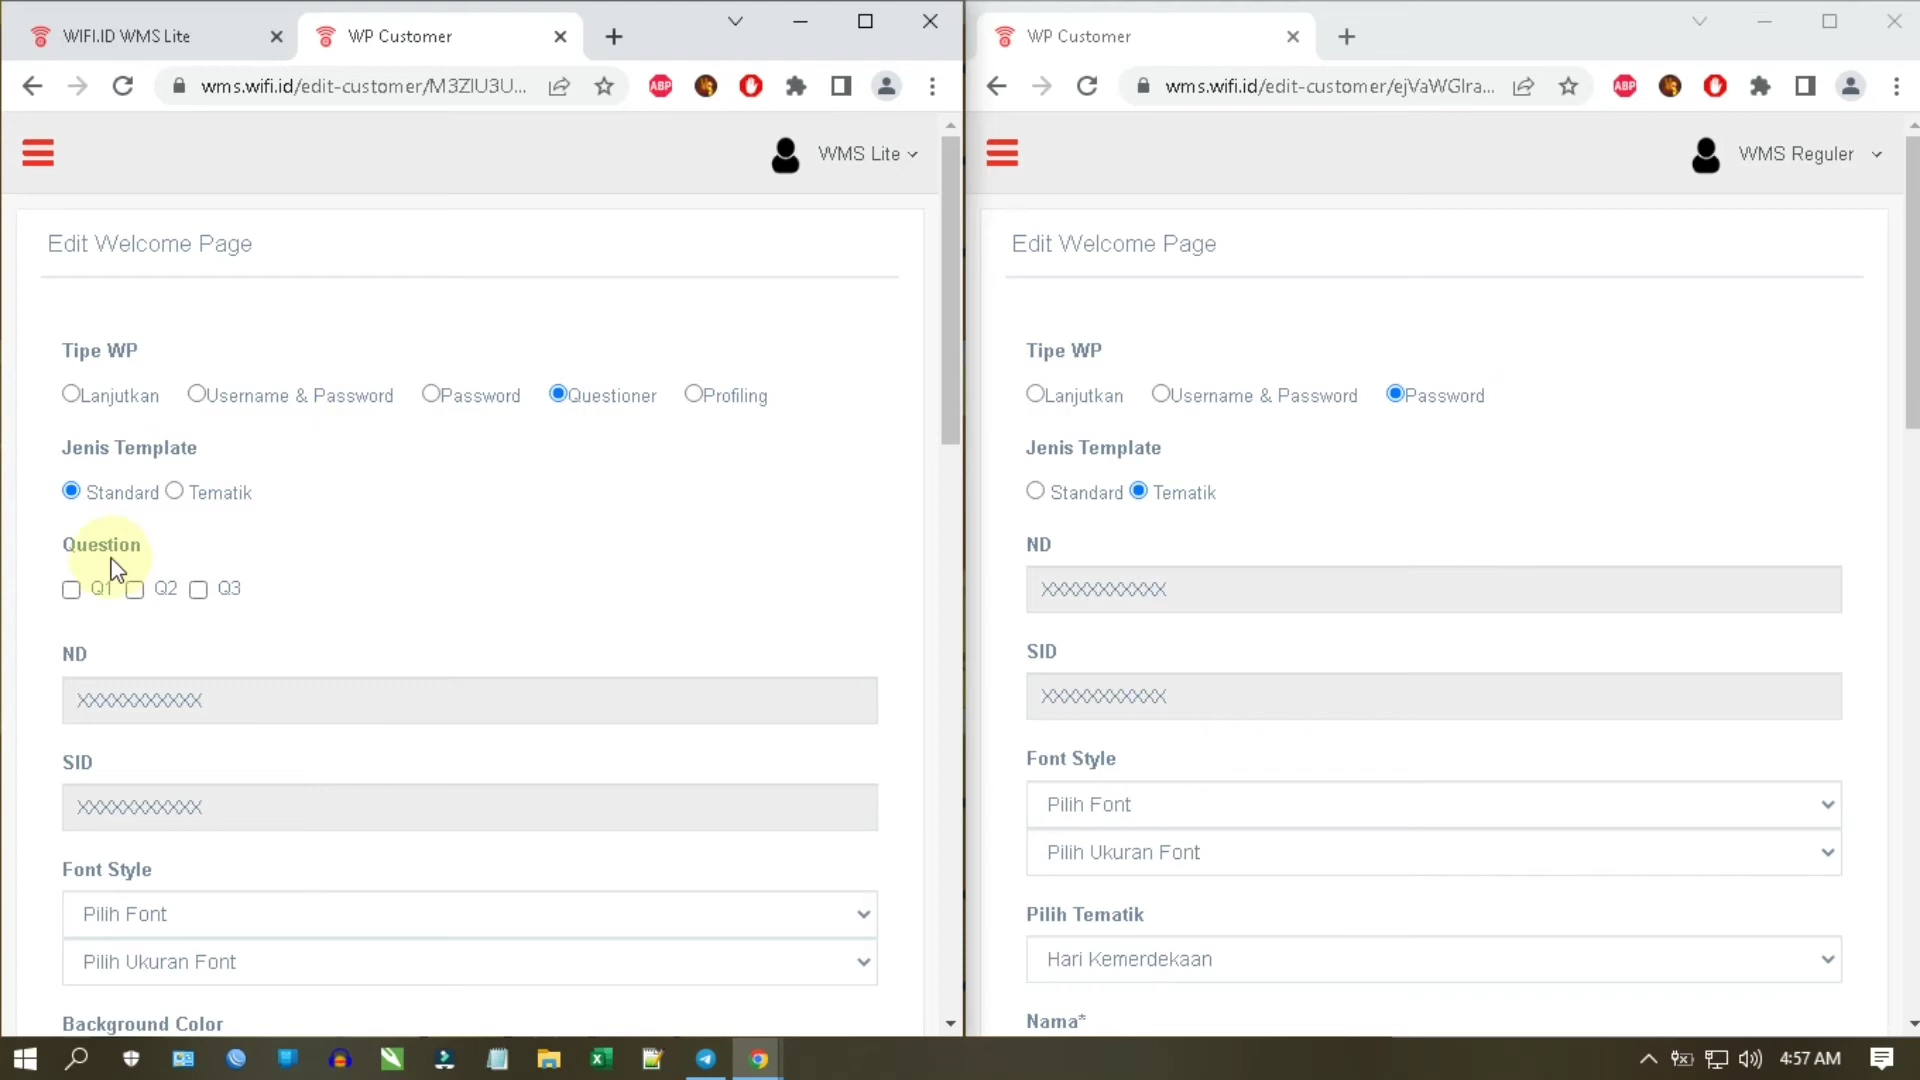 WIFI.ID WMS Lite
WP Customer
wms.wifi.id/edit-customer/M3ZIU3U...
ABP
WMS Lite
Edit Welcome Page
Tipe WP
Lanjutkan Username & Password Password Questioner Profiling
Jenis Template
Standard Tematik
Question
Q1 Q2 Q3
ND
XXXXXXXXXXX
SID
XXXXXXXXXXX
Font Style
Pilih Font
Pilih Ukuran Font
Background Color
WP Customer
wms.wifi.id/edit-customer/ejVaWGlra...
ABP
WMS Reguler
Edit Welcome Page
Tipe WP
Lanjutkan Username & Password Password
Jenis Template
Standard Tematik
ND
XXXXXXXXXXX
SID
XXXXXXXXXXX
Font Style
Pilih Font
Pilih Ukuran Font
Pilih Tematik
Hari Kemerdekaan
Nama*
4:57 AM